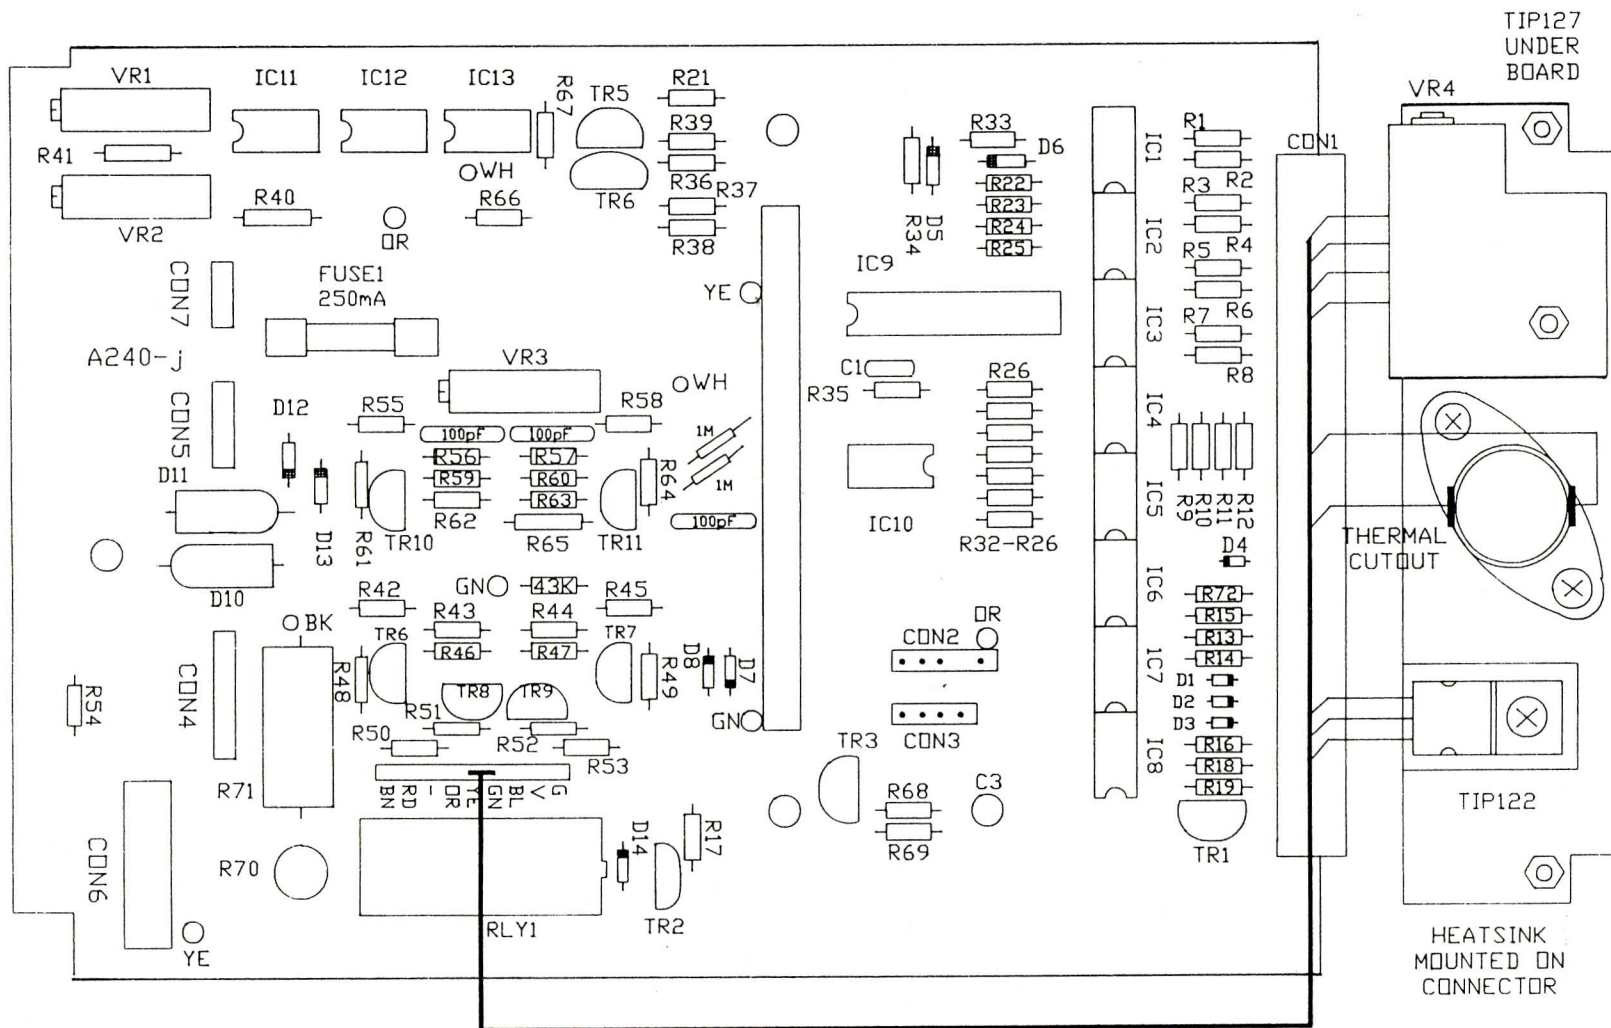 TIP127
UNDER
BOARD
VR1
IC11
IC12
IC13
R67
TR5
R21
R39
R36
R37
R38
TR6
R41
VR2
R40
WH
R66
OR
R33
D6
R22
R23
R24
R25
R34
D5
IC1
R1
R2
R3
R4
R5
R6
R7
R8
CON1
VR4
IC2
IC3
IC4
IC5
IC6
IC7
IC8
CON7
FUSE1
250mA
A240-j
YE
IC9
C1
R35
R26
IC10
R32-R26
VR3
WH
CON5
D12
R55
R58
100pF
100pF
1M
1M
R56
R57
R59
R60
R62
R63
R64
100pF
D11
D13
R61
TR10
R65
TR11
D10
R9
R10
R11
R12
D4
THERMAL
CUTOUT
GN
43K
R42
R43
R44
R45
BK
TR6
R46
R47
TR7
R48
R49
D8
D7
CON2
OR
R72
R15
R13
R14
D1
D2
D3
R16
R18
R19
TR1
R54
CON4
TR8
TR9
R51
R50
R52
R53
GN
CON3
TR3
R71
BN
RD
-
OR
YE
GN
BL
V
G
R68
R69
C3
TIP122
CON6
R70
YE
RLY1
D14
R17
TR2
HEATSINK
MOUNTED ON
CONNECTOR